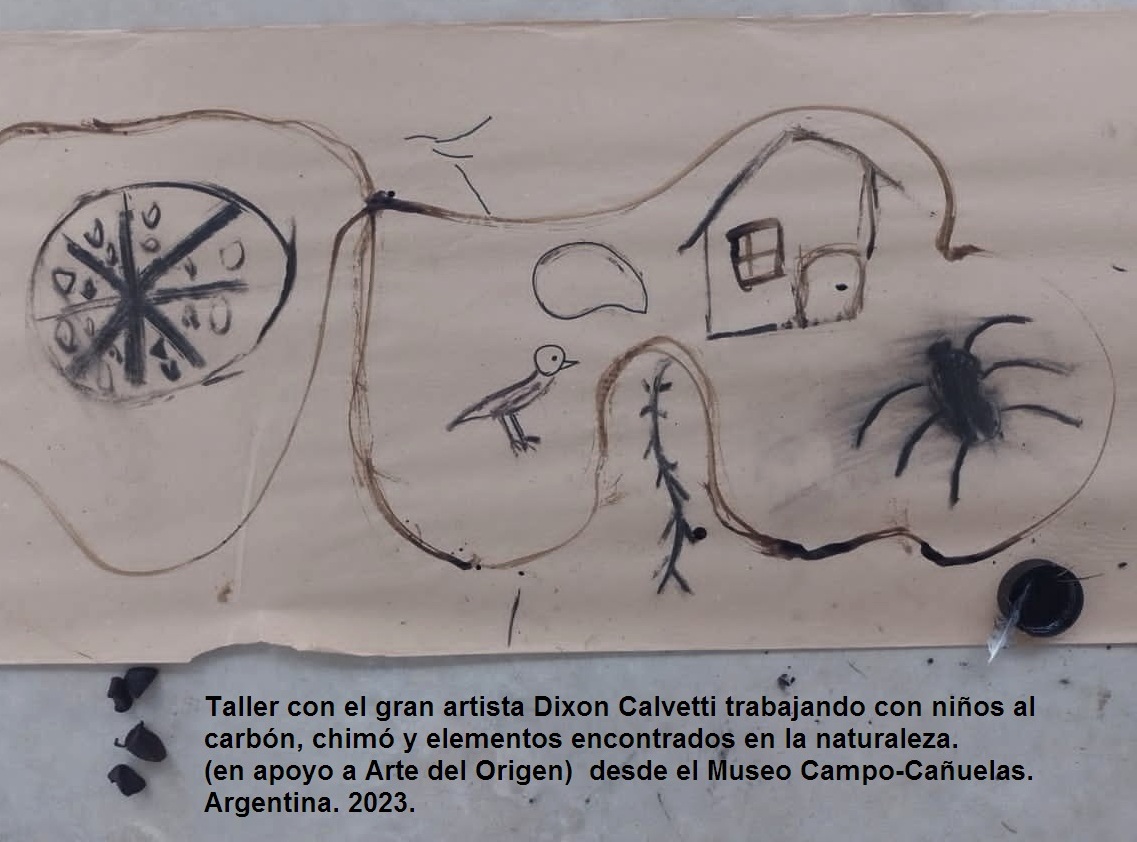 Taller con el gran artista Dixon Calvetti trabajando con niños al
carbón, chimó y elementos encontrados en la naturaleza.
(en apoyo a Arte del Origen)  desde el Museo Campo-Cañuelas.
Argentina. 2023.